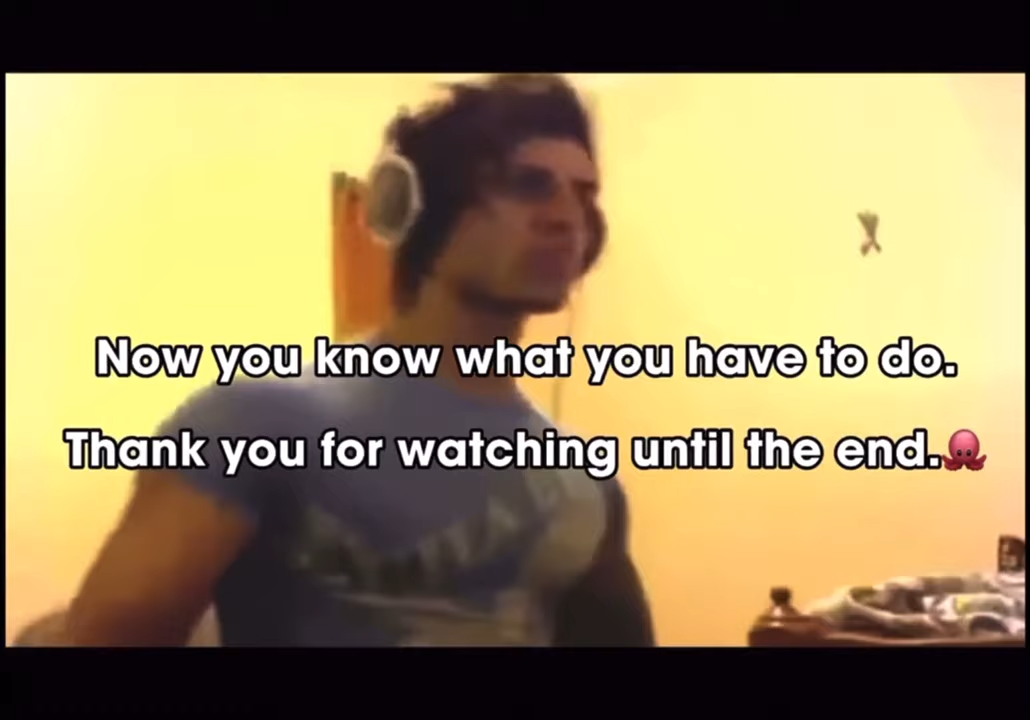 Now you know what you have to do.
Thank you for watching until the end.🐙